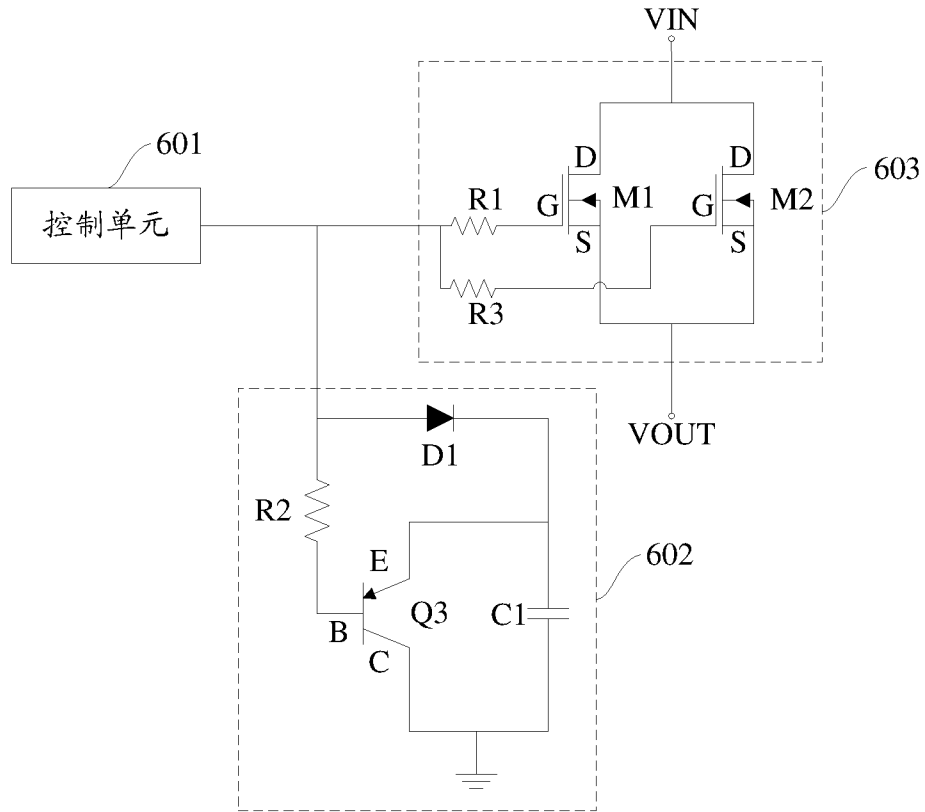 VIN
601
603
控制单元
R1
G
D
M1
S
D
G
M2
S
R3
VOUT
D1
R2
602
E
Q3
C1
B
C